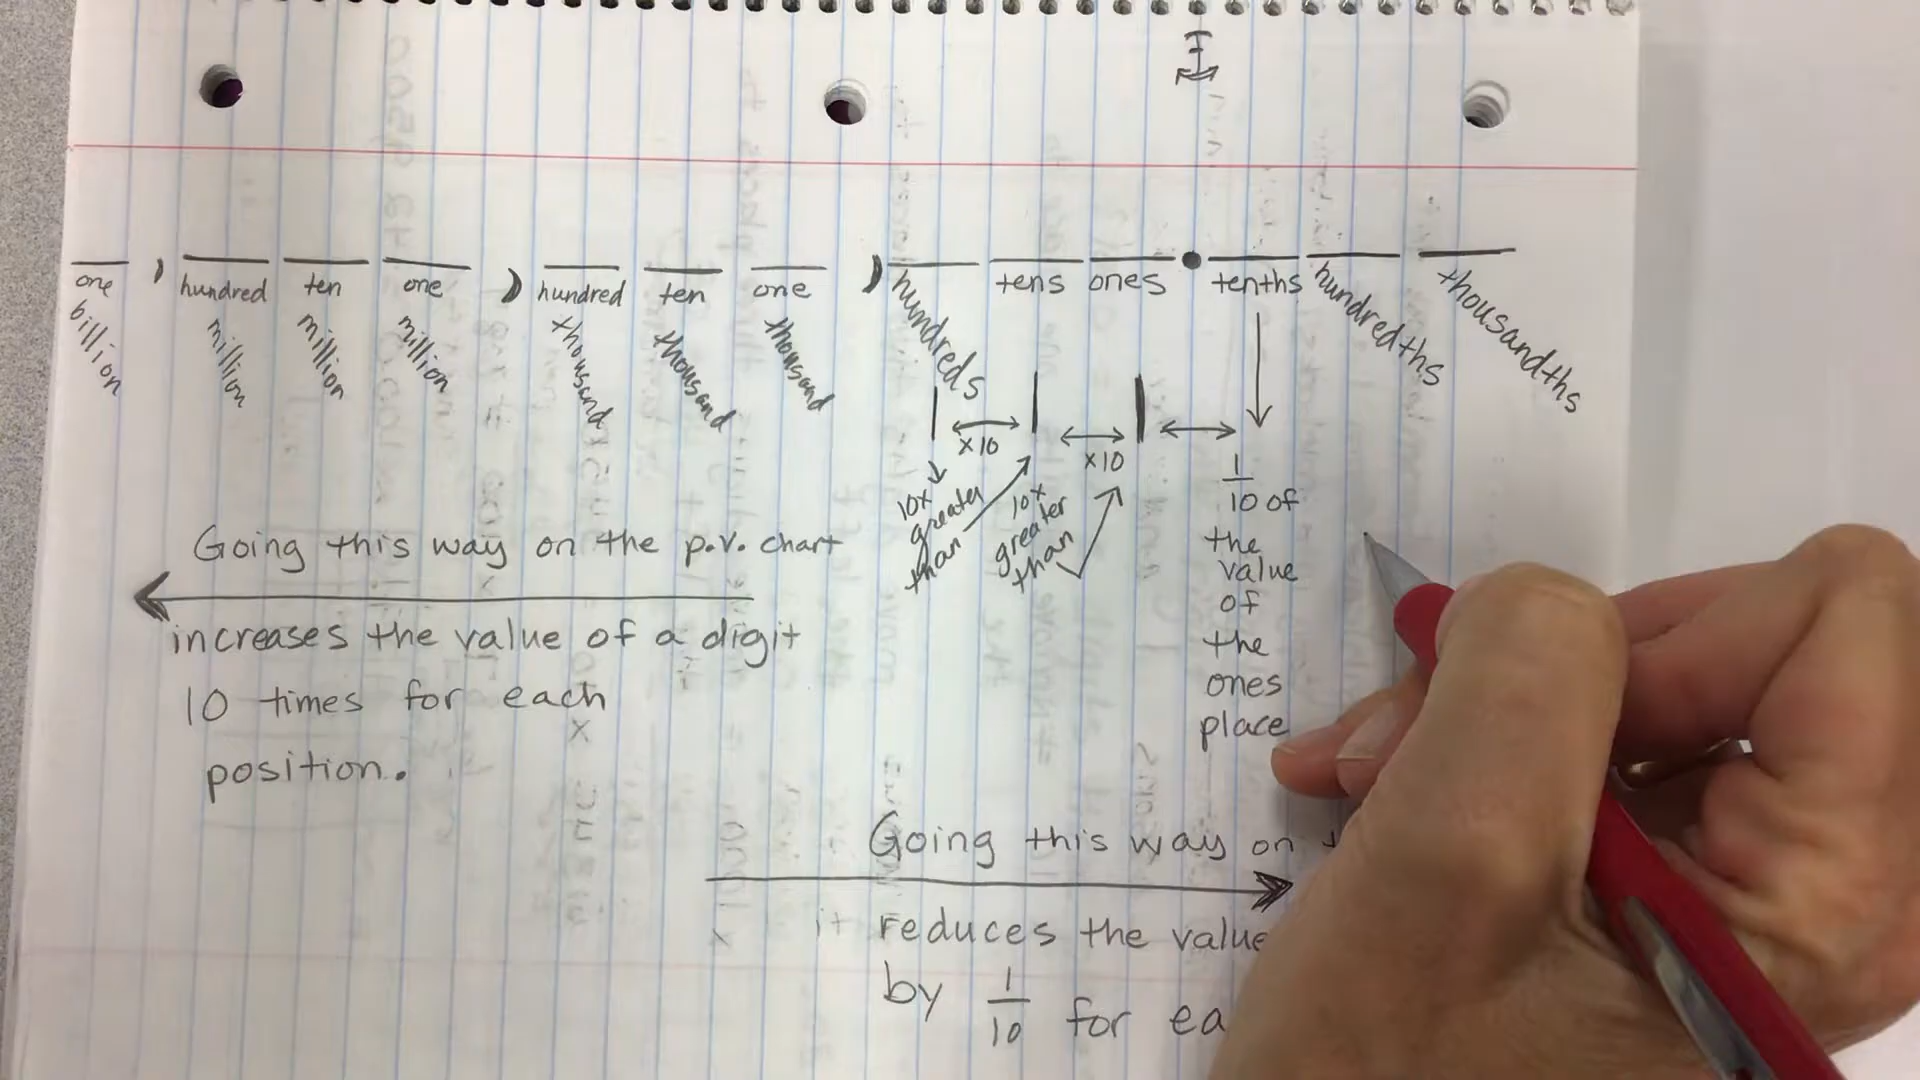 one , hundred ten one , hundred ten one , hundreds tens ones . tenths hundredths thousandths
billion million million million thousand thousand thousand
x10 x10
10x greater than
10x greater than
1/10 of
the
value
of
the
ones
place
Going this way on the p.v. chart
increases the value of a digit
10 times for each
position.
Going this way on
it reduces the value
by 1/10 for ea